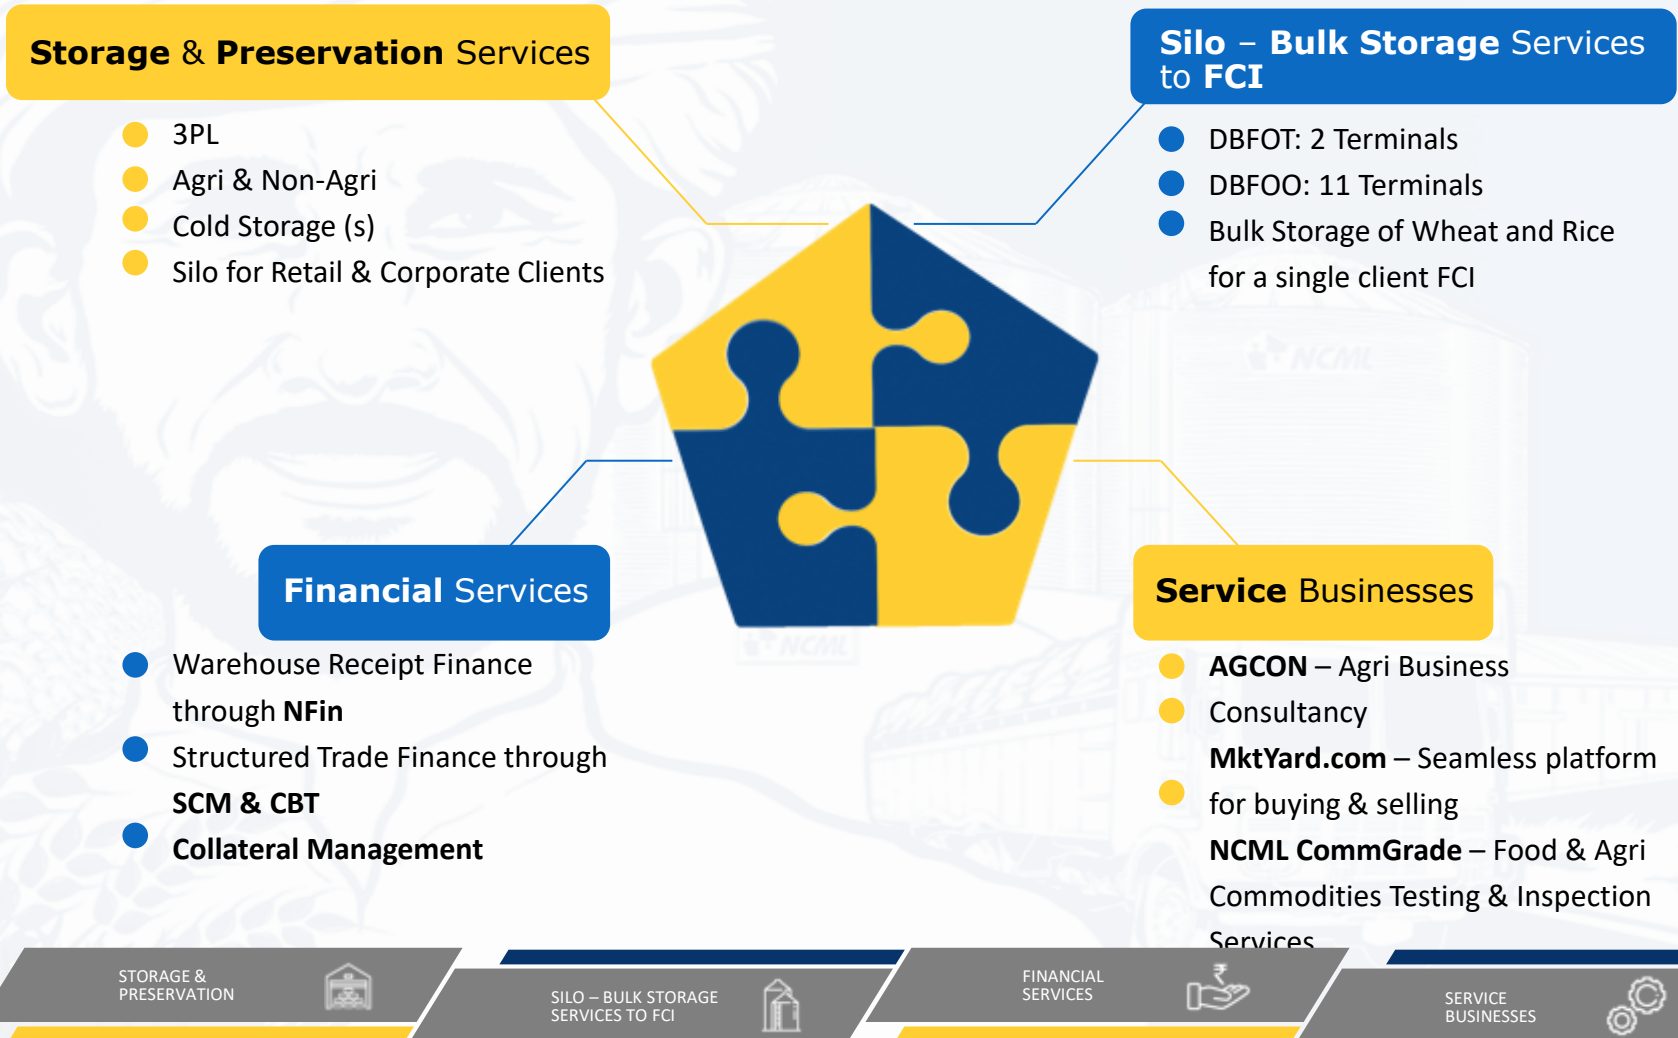 Storage & Preservation Services
3PL
Agri & Non-Agri
Cold Storage (s)
Silo for Retail & Corporate Clients
Silo – Bulk Storage Services
to FCI
DBFOT: 2 Terminals
DBFOO: 11 Terminals
Bulk Storage of Wheat and Rice
for a single client FCI
NCML
Financial Services
Warehouse Receipt Finance
through NFin
Structured Trade Finance through
SCM & CBT
Collateral Management
NCML
Service Businesses
AGCON – Agri Business
Consultancy
MktYard.com – Seamless platform
for buying & selling
NCML CommGrade – Food & Agri
Commodities Testing & Inspection
Services
STORAGE &
PRESERVATION
SILO – BULK STORAGE
SERVICES TO FCI
FINANCIAL
SERVICES
₹
SERVICE
BUSINESSES